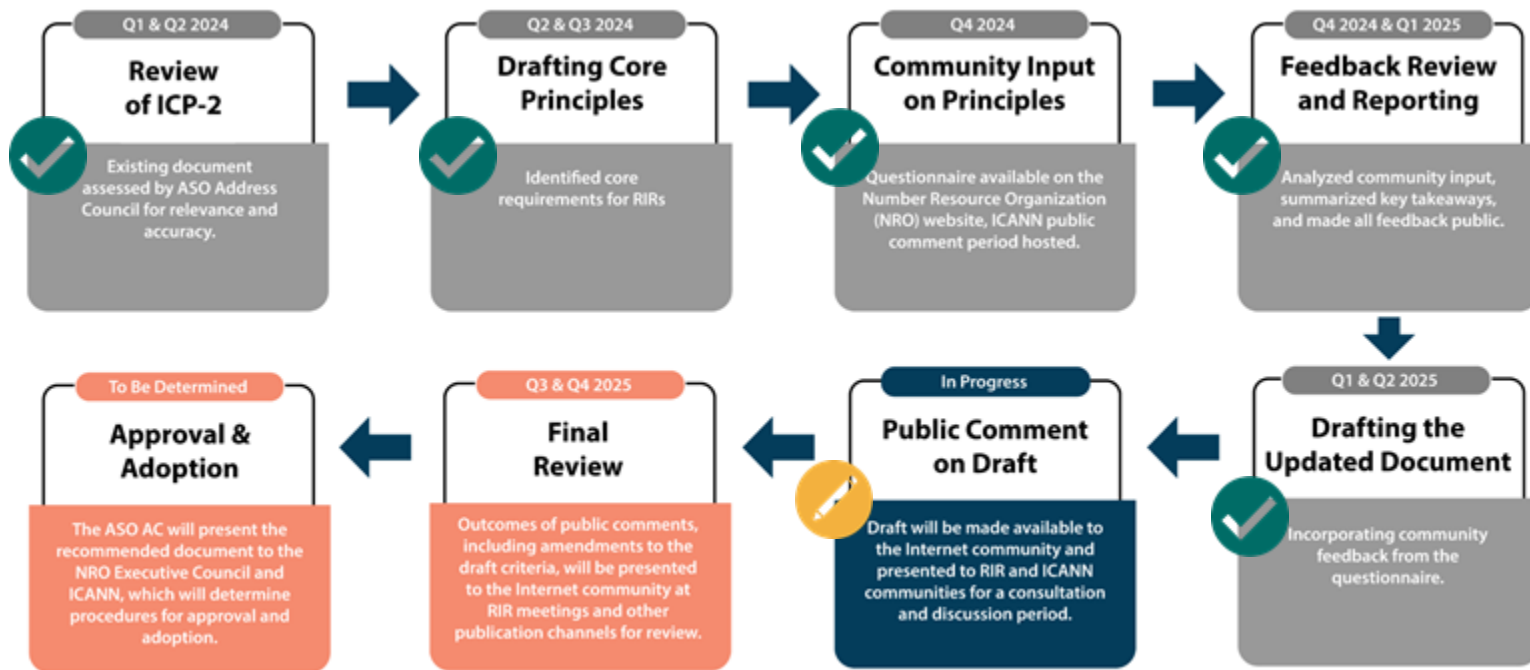 Q1 & Q2 2024
Review
of ICP-2
Existing document
assessed by ASO Address
Council for relevance and
accuracy.
Q2 & Q3 2024
Drafting Core
Principles
Identified core
requirements for RIRs
Q4 2024
Community Input
on Principles
Questionnaire available on the
Number Resource Organization
(NRO) website, ICANN public
comment period hosted.
Q4 2024 & Q1 2025
Feedback Review
and Reporting
Analyzed community input,
summarized key takeaways,
and made all feedback public.
Q1 & Q2 2025
Drafting the
Updated Document
Incorporating community
feedback from the
questionnaire.
In Progress
Public Comment
on Draft
Draft will be made available to
the Internet community and
presented to RIR and ICANN
communities for a consultation
and discussion period.
Q3 & Q4 2025
Final
Review
Outcomes of public comments,
including amendments to the
draft criteria, will be presented
to the Internet community at
RIR meetings and other
publication channels for review.
To Be Determined
Approval &
Adoption
The ASO AC will present the
recommended document to the
NRO Executive Council and
ICANN, which will determine
procedures for approval and
adoption.